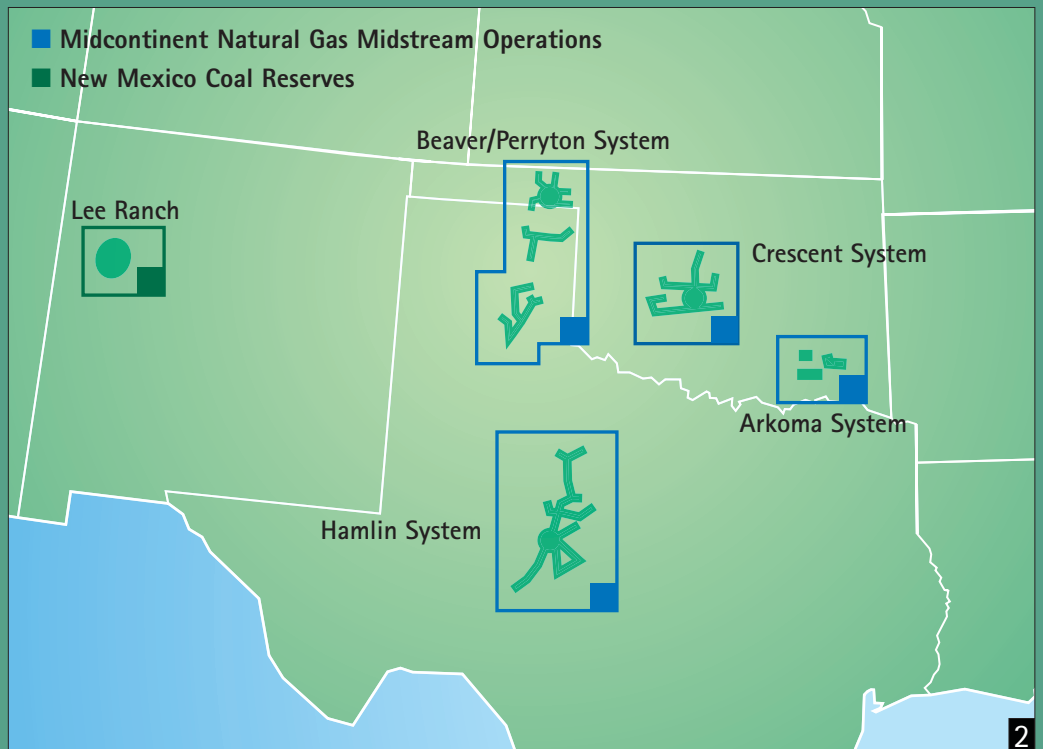 Midcontinent Natural Gas Midstream Operations
New Mexico Coal Reserves
Beaver/Perryton System
Lee Ranch
Crescent System
Arkoma System
Hamlin System
2